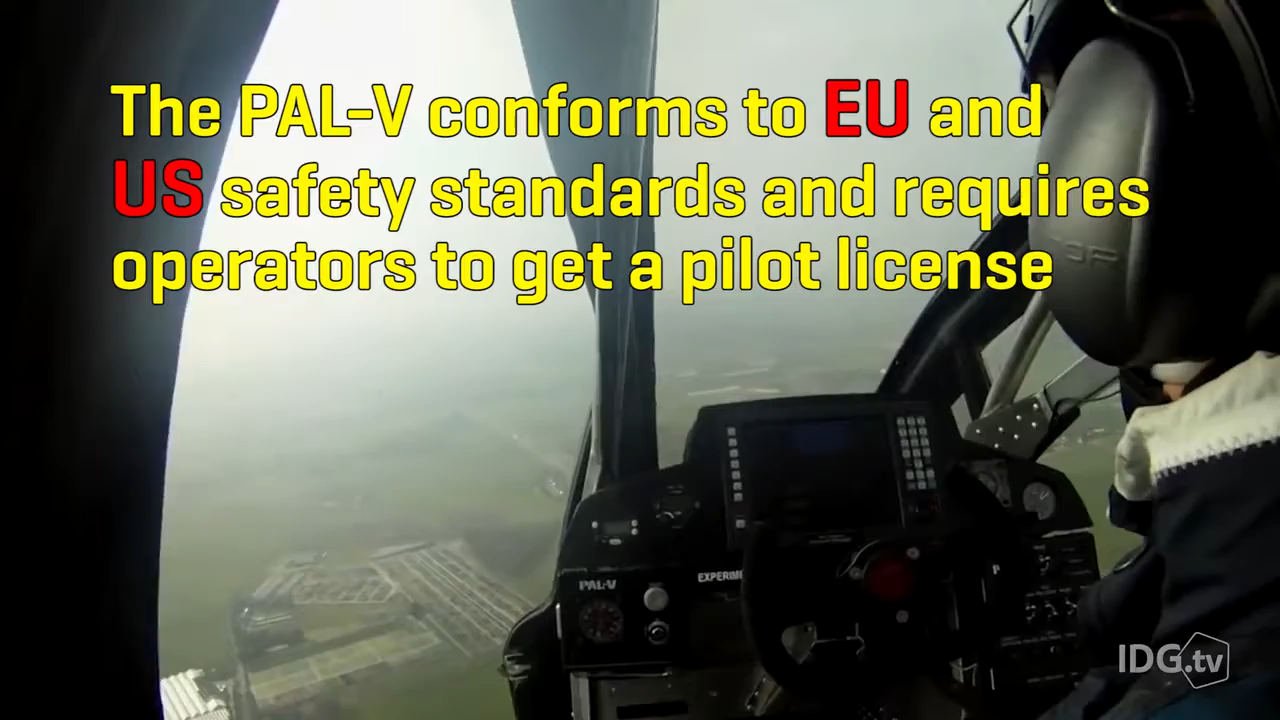 The PAL-V conforms to EU and
US safety standards and requires
operators to get a pilot license
PAL-V
EXPERIM
P
IDG.tv